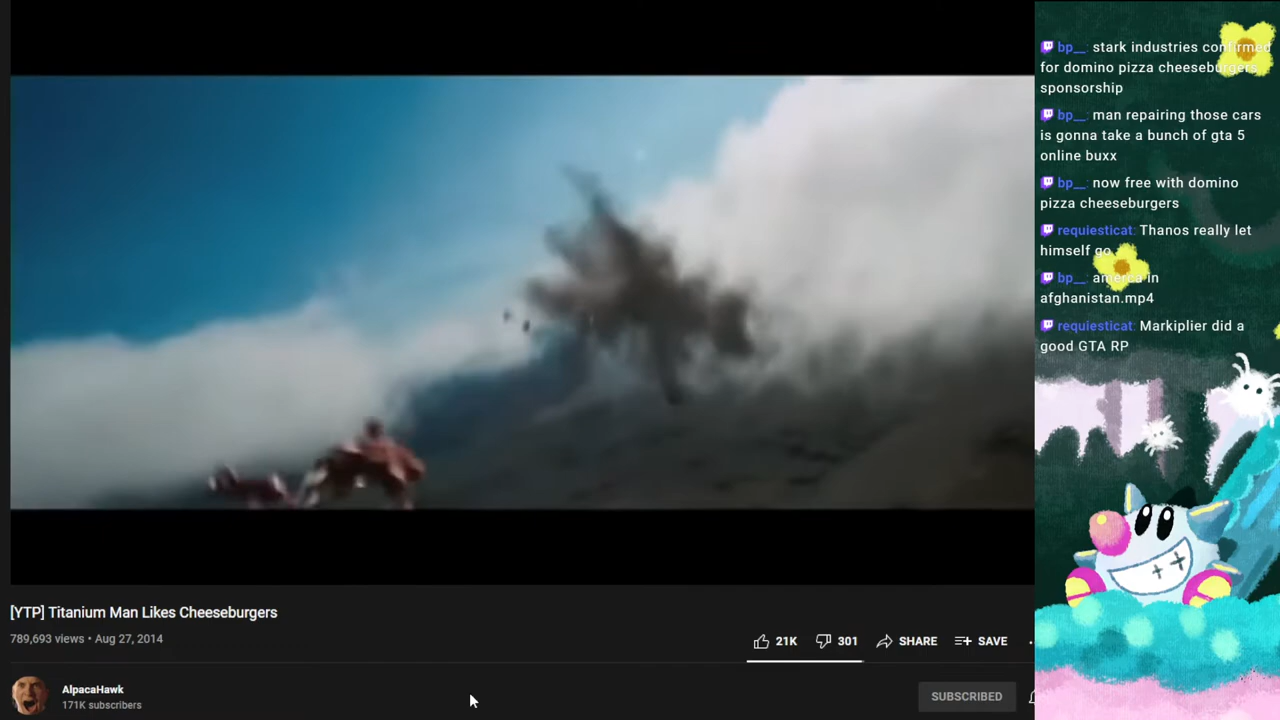 bp__: stark industries confirmed
for domino pizza cheeseburgers
sponsorship
bp__: man repairing those cars
is gonna take a bunch of gta 5
online buxx
bp__: now free with domino
pizza cheeseburgers
requiesticat: Thanos really let
himself go
bp__: america in
afghanistan.mp4
requiesticat: Markiplier did a
good GTA RP
[YTP] Titanium Man Likes Cheeseburgers
789,693 views • Aug 27, 2014
21K 301 SHARE SAVE
AlpacaHawk
171K subscribers
SUBSCRIBED